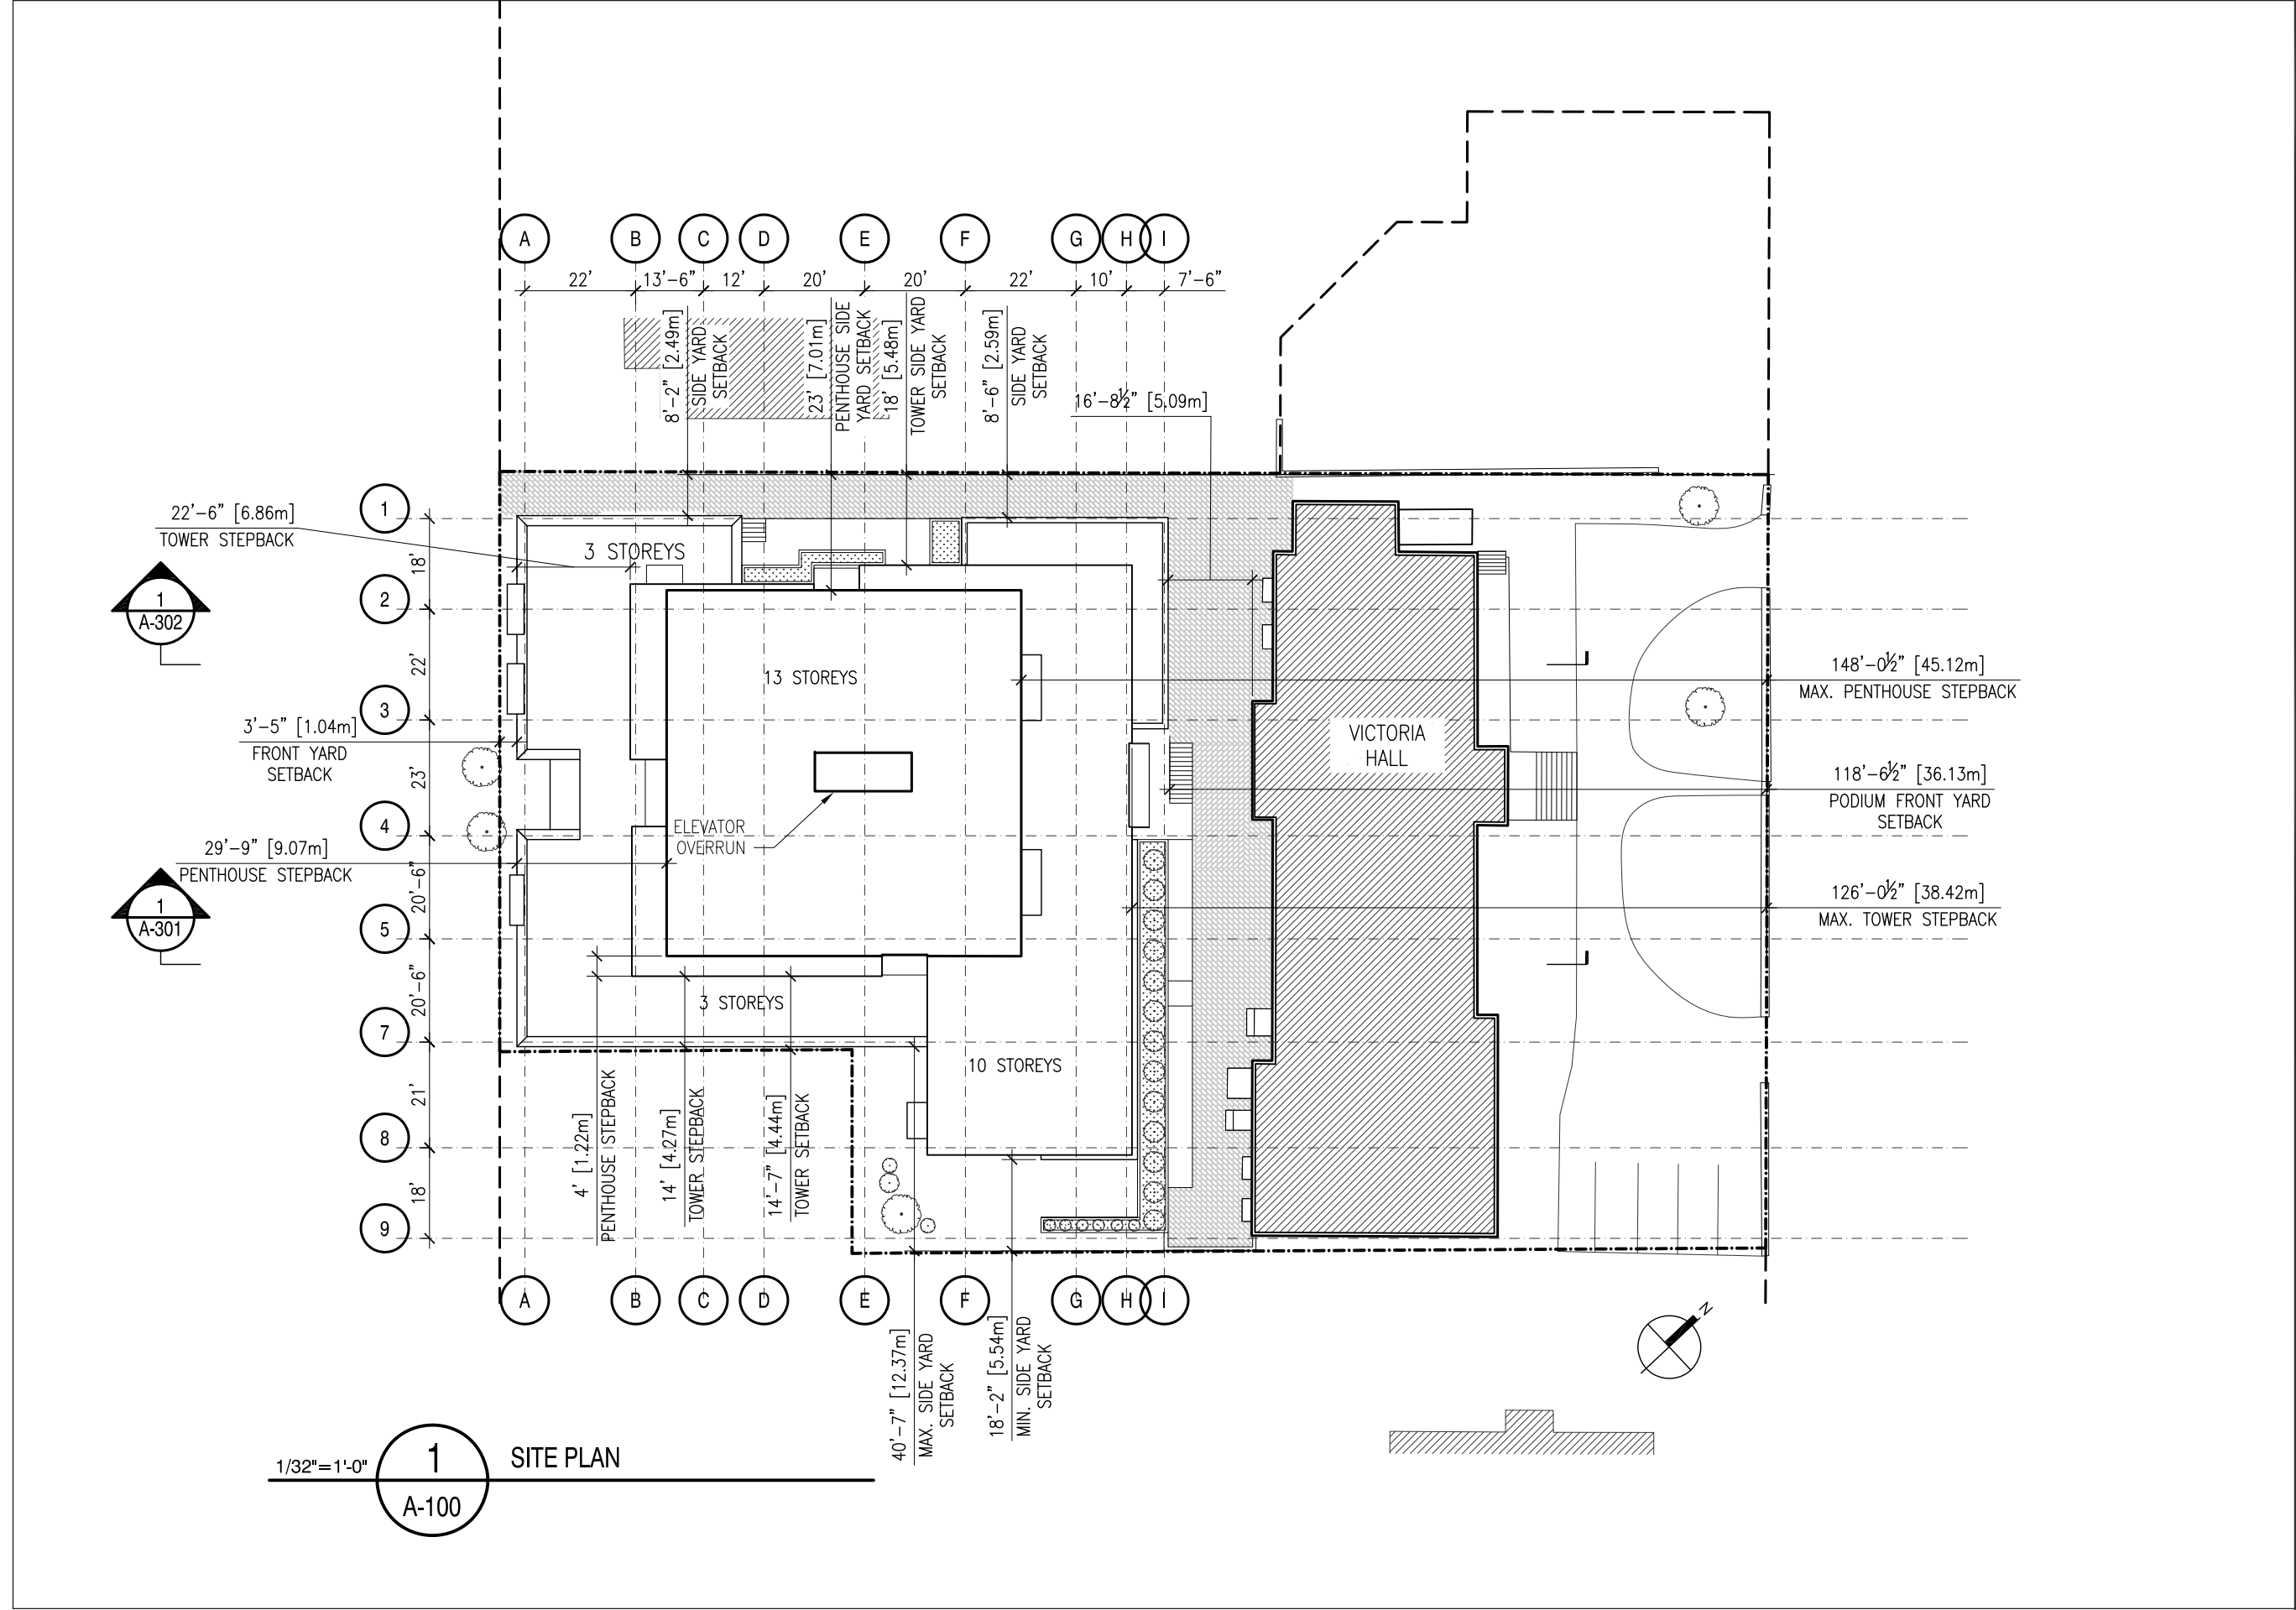 A B C D E F G H I
22' 13'-6" 12' 20' 20' 22' 10' 7'-6"
8'-2" [2.49m]
SIDE YARD
SETBACK
23' [7.01m]
PENTHOUSE SIDE
YARD SETBACK
18' [5.48m]
TOWER SIDE YARD
SETBACK
8'-6" [2.59m]
SIDE YARD
SETBACK
16'-8½" [5.09m]
1
18'
2
22'
3
23'
4
20'-6"
5
20'-6"
7
21'
8
18'
9
22'-6" [6.86m]
TOWER STEPBACK
1
A-302
3'-5" [1.04m]
FRONT YARD
SETBACK
29'-9" [9.07m]
PENTHOUSE STEPBACK
1
A-301
3 STOREYS
13 STOREYS
ELEVATOR
OVERRUN
3 STOREYS
10 STOREYS
VICTORIA
HALL
148'-0½" [45.12m]
MAX. PENTHOUSE STEPBACK
118'-6½" [36.13m]
PODIUM FRONT YARD
SETBACK
126'-0½" [38.42m]
MAX. TOWER STEPBACK
4' [1.22m]
PENTHOUSE STEPBACK
14' [4.27m]
TOWER STEPBACK
14'-7" [4.44m]
TOWER SETBACK
A B C D E F G H I
40'-7" [12.37m]
MAX. SIDE YARD
SETBACK
18'-2" [5.54m]
MIN. SIDE YARD
SETBACK
N
1/32"=1'-0"
1
A-100
SITE PLAN